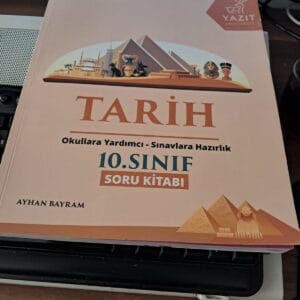 YAZIT
TARİH
Okullara Yardımcı - Sınavlara Hazırlık
10.SINIF
SORU KİTABI
AYHAN BAYRAM